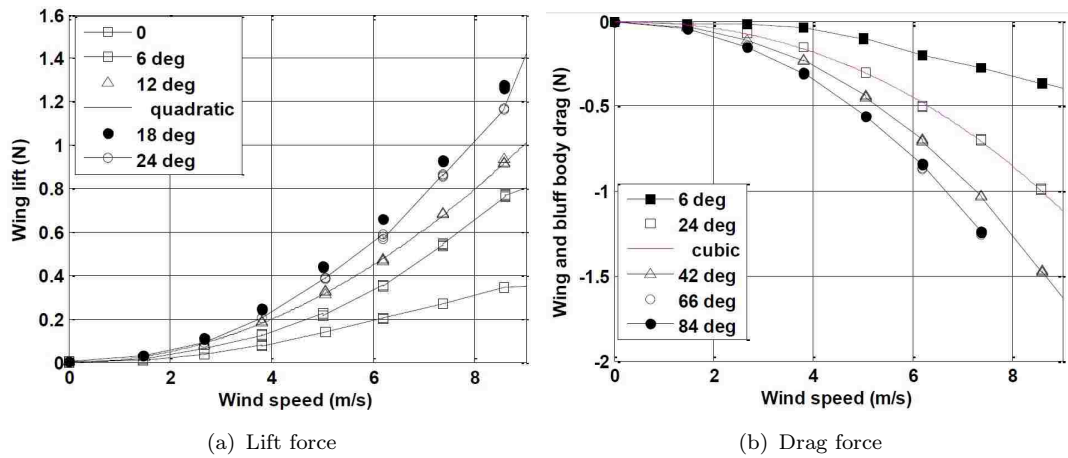 1.6
1.4
1.2
1
0.8
0.6
0.4
0.2
0
Wing lift (N)
0
6 deg
12 deg
quadratic
18 deg
24 deg
0 2 4 6 8
Wind speed (m/s)
(a) Lift force
0
-0.5
-1
-1.5
-2
Wing and bluff body drag (N)
6 deg
24 deg
cubic
42 deg
66 deg
84 deg
0 2 4 6 8
Wind speed (m/s)
(b) Drag force